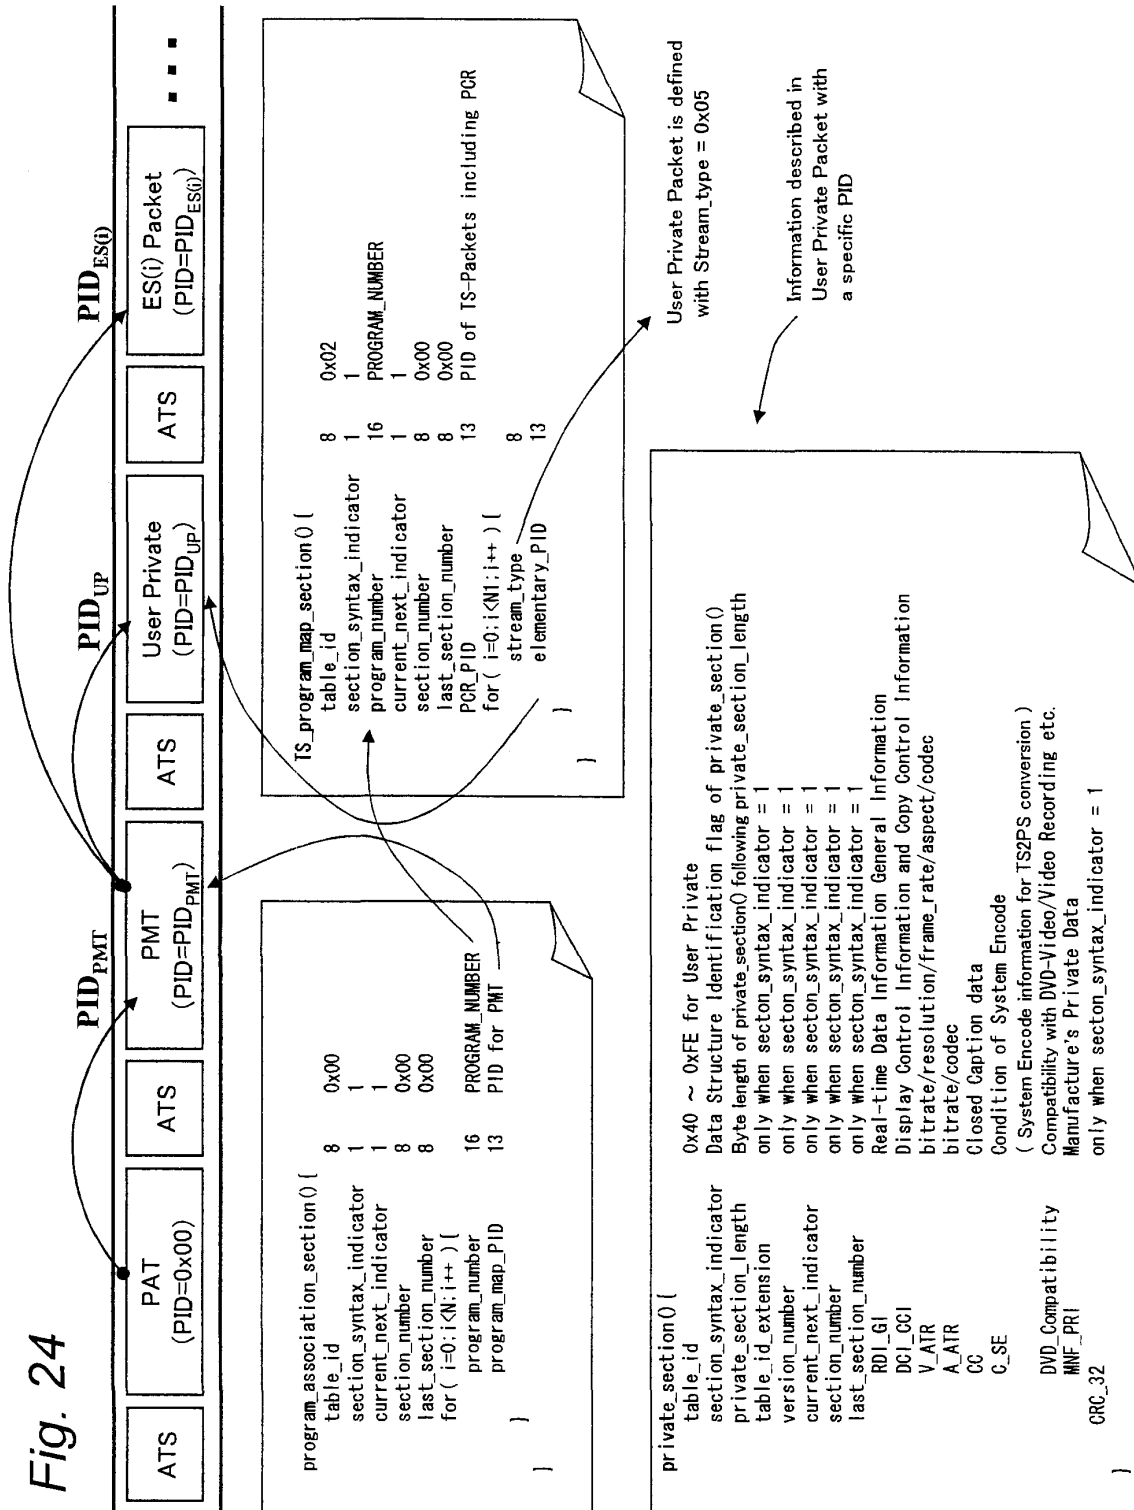 Fig. 24
PID_PMT
PID_UP
PID_ES(i)
ATS
PAT
(PID=0x00)
ATS
PMT
(PID=PID_PMT)
ATS
User Private
(PID=PID_UP)
ATS
ES(i) Packet
(PID=PID_ES(i))
program_association_section(){
table_id 8 0x00
section_syntax_indicator 1 1
current_next_indicator 1 1
section_number 8 0x00
last_section_number 8 0x00
for( i=0;i<N;i++ ){
program_number 16 PROGRAM_NUMBER
program_map_PID 13 PID for PMT
}
}
TS_program_map_section(){
table_id 8 0x02
section_syntax_indicator 1 1
program_number 16 PROGRAM_NUMBER
current_next_indicator 1 1
section_number 8 0x00
last_section_number 8 0x00
PCR_PID 13 PID of TS-Packets including PCR
for( i=0;i<N1;i++ ){
stream_type 8
elementary_PID 13
}
}
User Private Packet is defined
with Stream_type = 0x05
Information described in
User Private Packet with
a specific PID
private_section(){
table_id 0x40 ~ 0xFE for User Private
section_syntax_indicator Data Structure Identification flag of private_section()
private_section_length Byte length of private_section() following private_section_length
table_id_extension only when secton_syntax_indicator = 1
version_number only when secton_syntax_indicator = 1
current_next_indicator only when secton_syntax_indicator = 1
section_number only when secton_syntax_indicator = 1
last_section_number only when secton_syntax_indicator = 1
RDI_GI Real-time Data Information General Information
DCI_CCI Display Control Information and Copy Control Information
V_ATR bitrate/resolution/frame_rate/aspect/codec
A_ATR bitrate/codec
CC Closed Caption data
C_SE Condition of System Encode
( System Encode information for TS2PS conversion )
DVD_Compatibility Compatibility with DVD-Video/Video Recording etc.
MNF_PRI Manufacture's Private Data
CRC_32 only when secton_syntax_indicator = 1
}